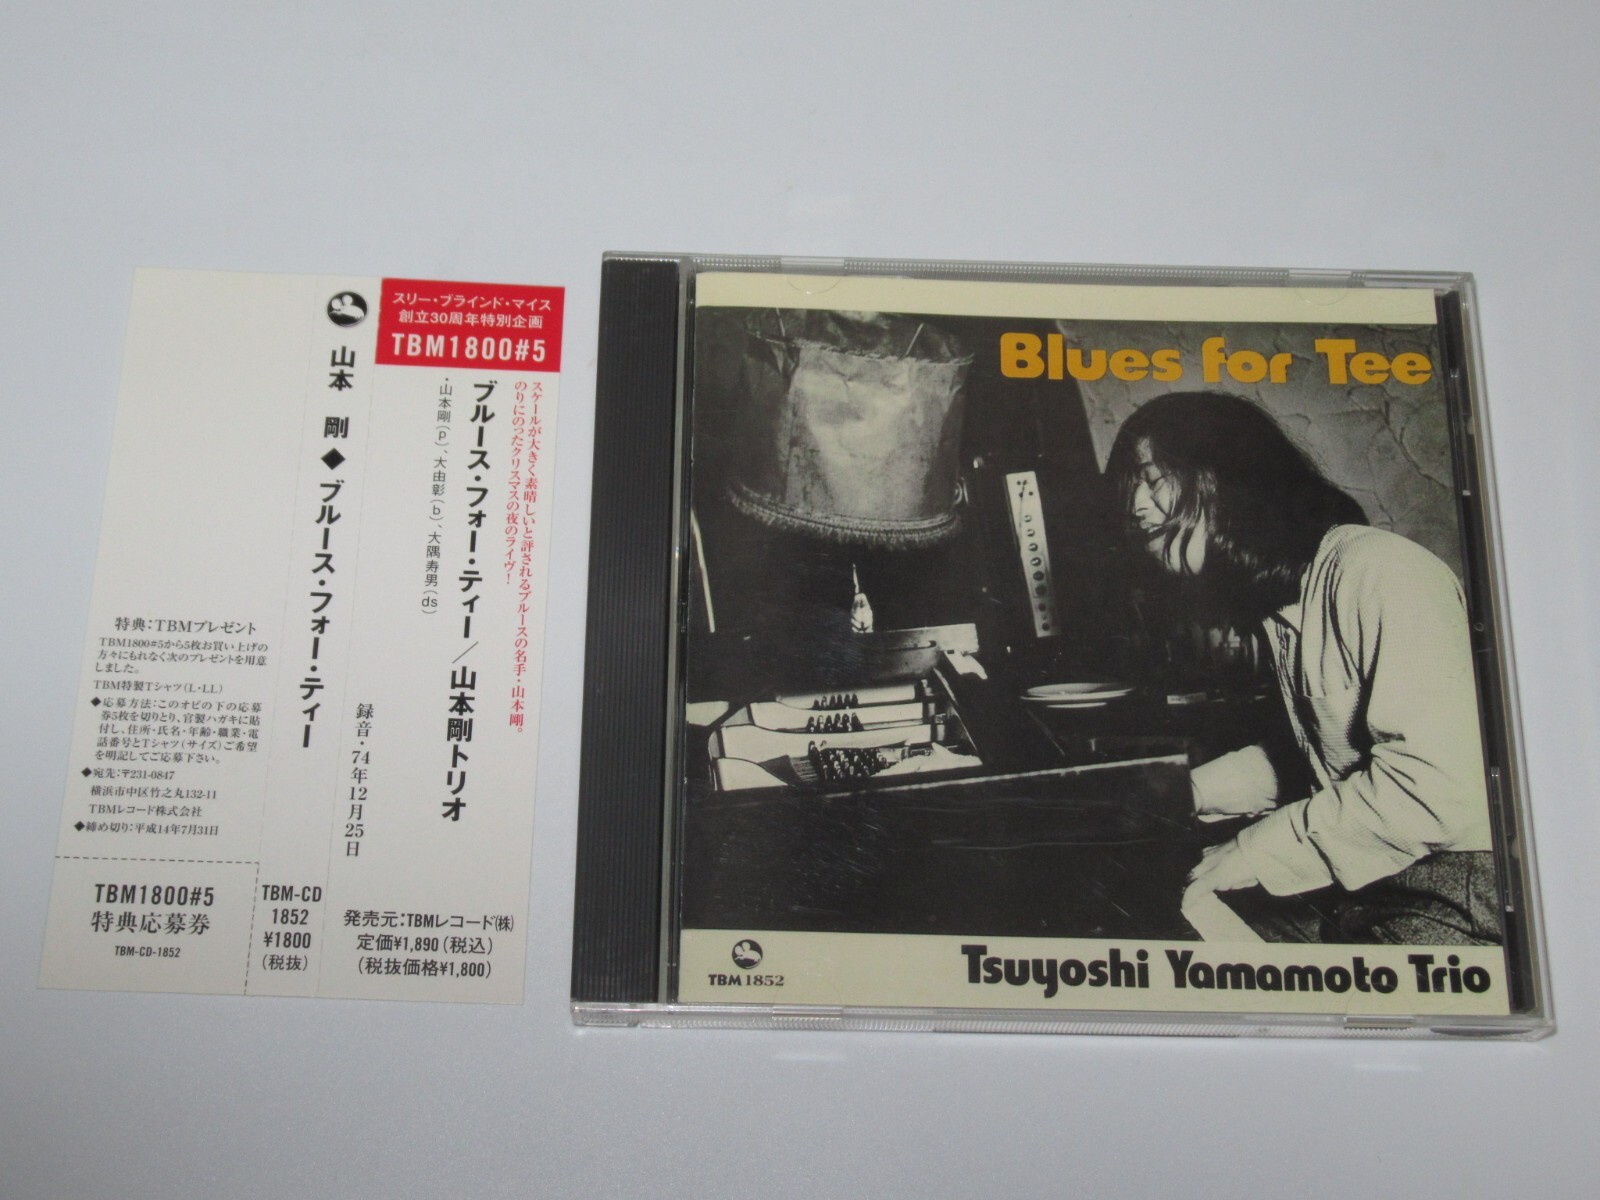 スリー・ブラインド・マイス
創立30周年特別企画
TBM1800#5
スケールが大きく素晴しいと評されるブルースの名手・山本剛。
のりにのったクリスマスの夜のライヴ!
ブルース・フォー・ティー/山本剛トリオ
・山本剛(p)、大由彰(b)、大隅寿男(ds)
録音・74年12月25日
発売元:TBMレコード㈱
定価¥1,890(税込)
(税抜価格¥1,800)
山本 剛◆ブルース・フォー・ティー
TBM-CD
1852
¥1800
(税抜)
特典:TBMプレゼント
TBM1800#5から5枚お買い上げの
方々にもれなく次のプレゼントを用意
しました。
TBM特製Tシャツ(L・LL)
◆応募方法:このオビの下の応募
券5枚を切りとり、官製ハガキに貼
付し、住所・氏名・年齢・職業・電
話番号とTシャツ(サイズ)ご希望
を明記してご応募下さい。
◆宛先:〒231-0847
横浜市中区竹之丸132-11
TBMレコード株式会社
◆締め切り:平成14年7月31日
TBM1800#5
特典応募券
TBM-CD-1852
Blues for Tee
TBM 1852
Tsuyoshi Yamamoto Trio